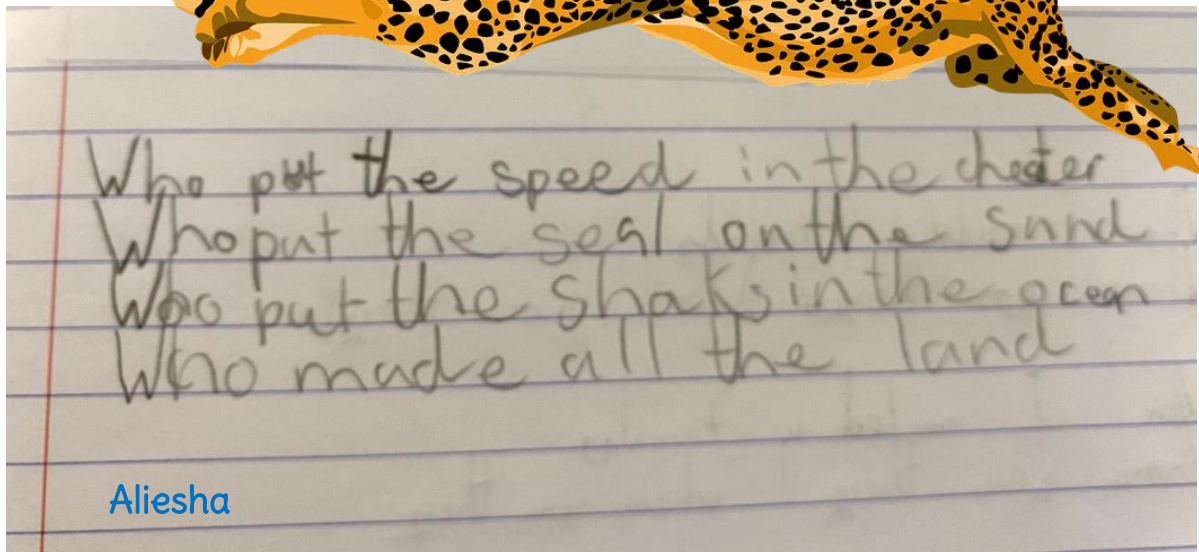 Who put the speed in the cheater
Who put the seal on the sand
Who put the shaks in the ocean
Who made all the land
Aliesha